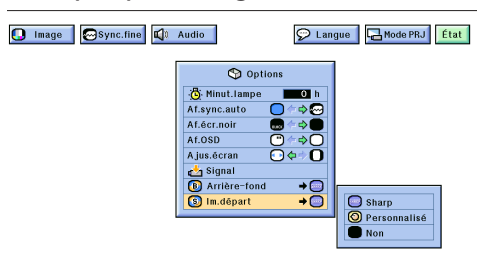 Image Sync.fine Audio Langue Mode PRJ État
Options
Minut.lampe 0 h
Af.sync.auto
Af.écr.noir
Af.OSD
Ajus.écran
Signal
Arrière-fond
Im.départ
Sharp
Personnalisé
Non